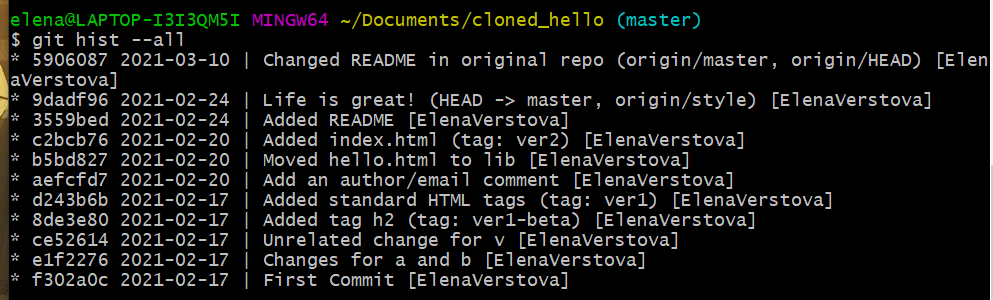 elena@LAPTOP-I3I3QM5I MINGW64 ~/Documents/cloned_hello (master)
$ git hist --all
* 5906087 2021-03-10 | Changed README in original repo (origin/master, origin/HEAD) [Elen
aVerstova]
* 9dadf96 2021-02-24 | Life is great! (HEAD -> master, origin/style) [ElenaVerstova]
* 3559bed 2021-02-24 | Added README [ElenaVerstova]
* c2bcb76 2021-02-20 | Added index.html (tag: ver2) [ElenaVerstova]
* b5bd827 2021-02-20 | Moved hello.html to lib [ElenaVerstova]
* aefcfd7 2021-02-20 | Add an author/email comment [ElenaVerstova]
* d243b6b 2021-02-17 | Added standard HTML tags (tag: ver1) [ElenaVerstova]
* 8de3e80 2021-02-17 | Added tag h2 (tag: ver1-beta) [ElenaVerstova]
* ce52614 2021-02-17 | Unrelated change for v [ElenaVerstova]
* e1f2276 2021-02-17 | Changes for a and b [ElenaVerstova]
* f302a0c 2021-02-17 | First Commit [ElenaVerstova]